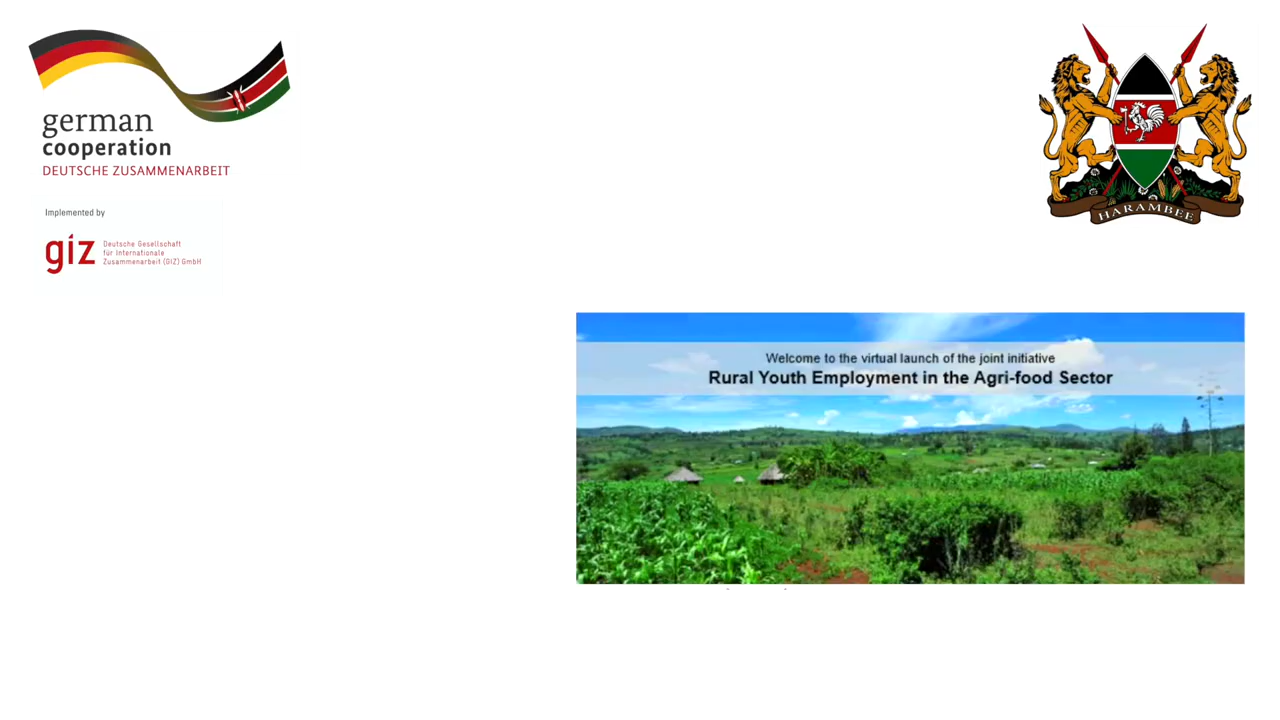 german
cooperation
DEUTSCHE ZUSAMMENARBEIT
Implemented by
giz
Deutsche Gesellschaft
für Internationale
Zusammenarbeit (GIZ) GmbH
HARAMBEE
Welcome to the virtual launch of the joint initiative
Rural Youth Employment in the Agri-food Sector